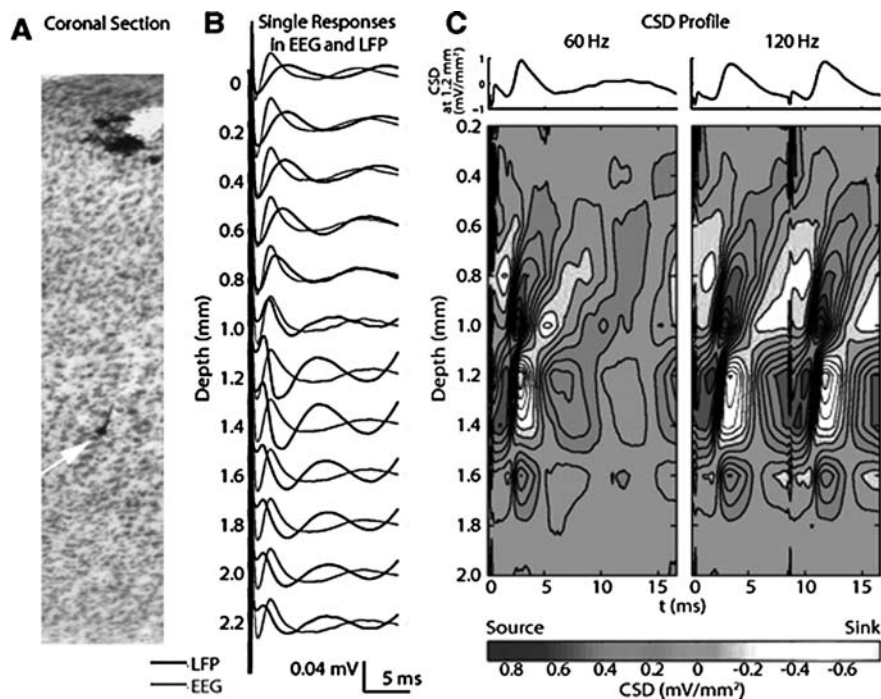 A Coronal Section
B Single Responses
in EEG and LFP
C CSD Profile
60 Hz
120 Hz
CSD
at 1.2 mm
(mV/mm²)
1
0
-1
Depth (mm)
0
0.2
0.4
0.6
0.8
1.0
1.2
1.4
1.6
1.8
2.0
2.2
LFP
EEG
0.04 mV
5 ms
Depth (mm)
0.2
0.4
0.6
0.8
1.0
1.2
1.4
1.6
1.8
2.0
0 5 10 15
0 5 10 15
t (ms)
Source Sink
0.8 0.6 0.4 0.2 0 -0.2 -0.4 -0.6
CSD (mV/mm²)